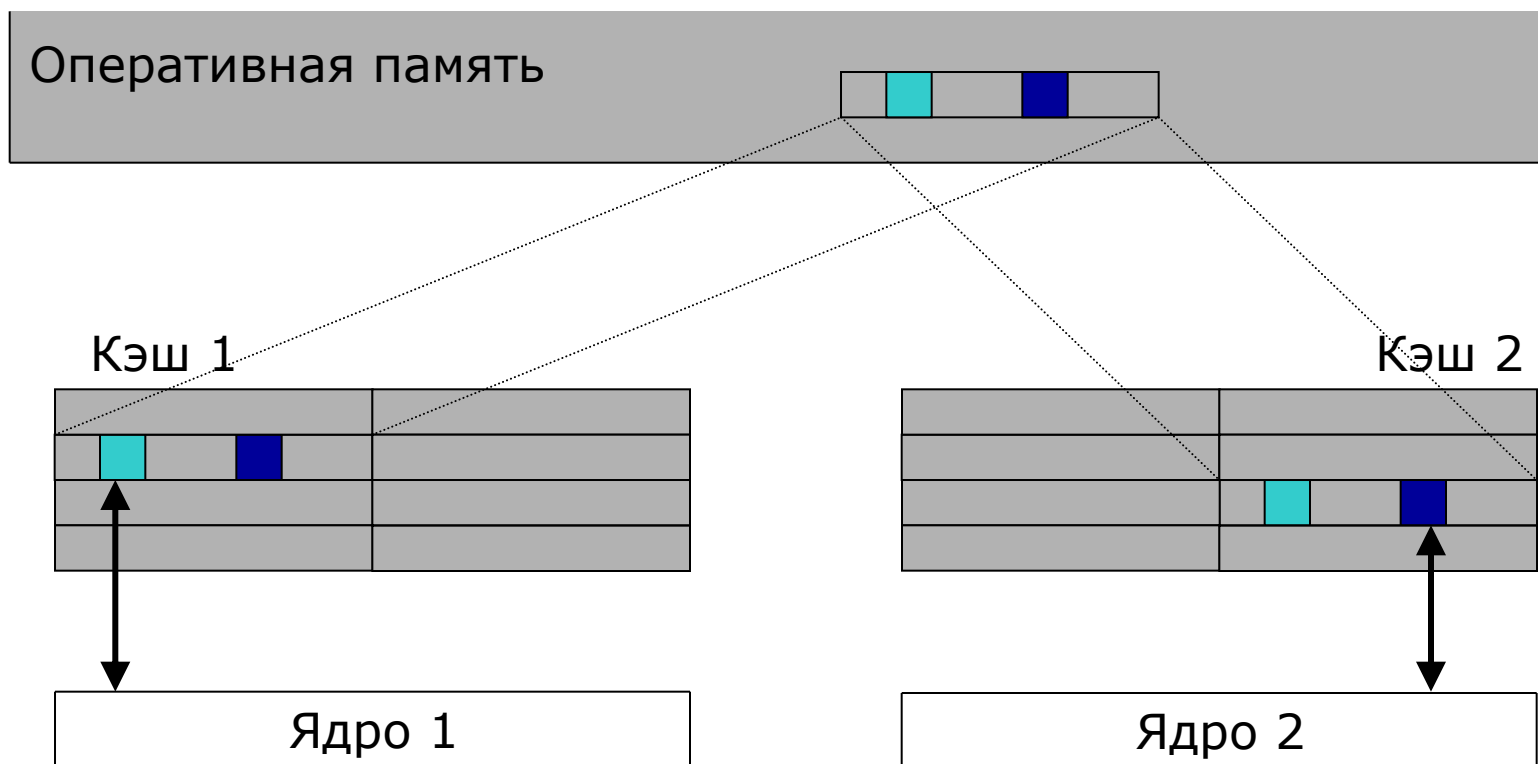 Оперативная память
Кэш 1
Кэш 2
Ядро 1
Ядро 2